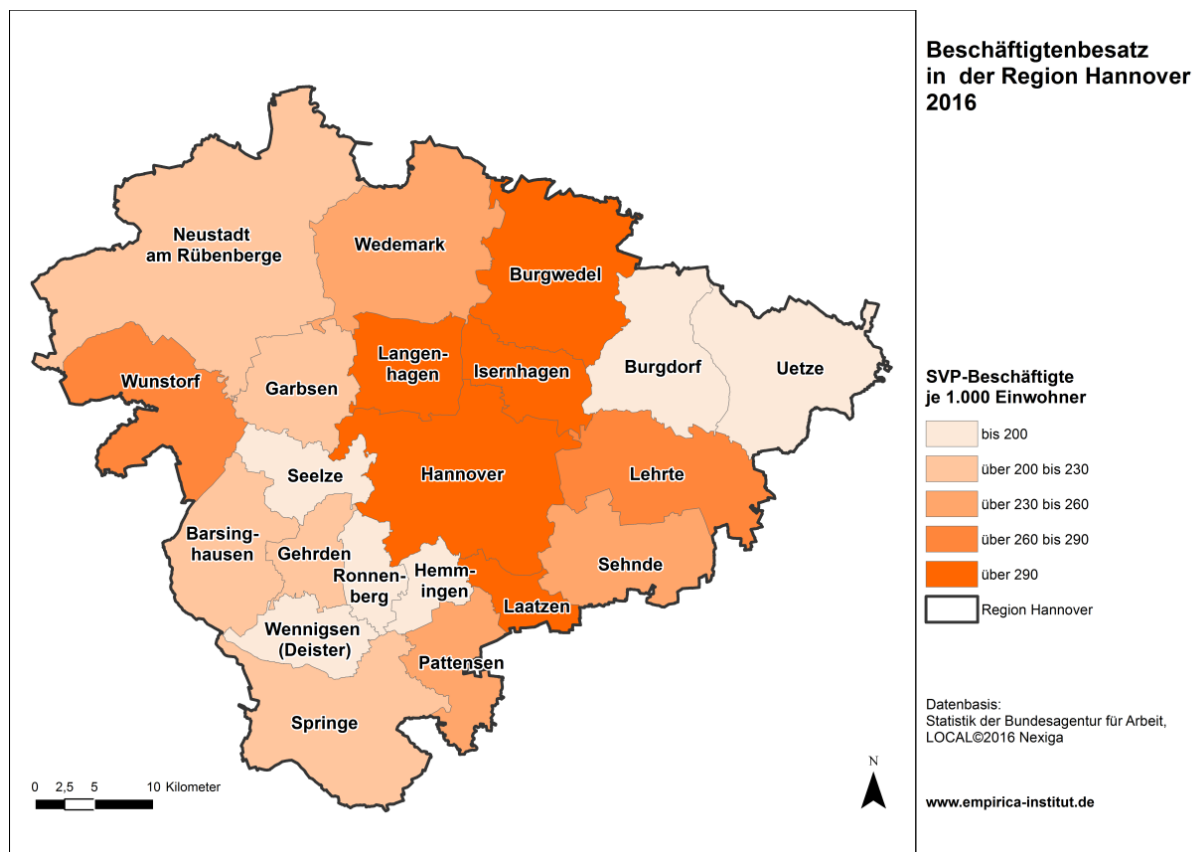 Beschäftigtenbesatz
in der Region Hannover
2016
Neustadt
am Rübenberge
Wedemark
Burgwedel
Langen-
hagen
Isernhagen
Burgdorf
Uetze
Wunstorf
Garbsen
Seelze
Hannover
Lehrte
Barsing-
hausen
Gehrden
Ronnen-
berg
Hemm-
ingen
Sehnde
Laatzen
Wennigsen
(Deister)
Pattensen
Springe
SVP-Beschäftigte
je 1.000 Einwohner
bis 200
über 200 bis 230
über 230 bis 260
über 260 bis 290
über 290
Region Hannover
Datenbasis:
Statistik der Bundesagentur für Arbeit,
LOCAL©2016 Nexiga
www.empirica-institut.de
0 2,5 5 10 Kilometer
N